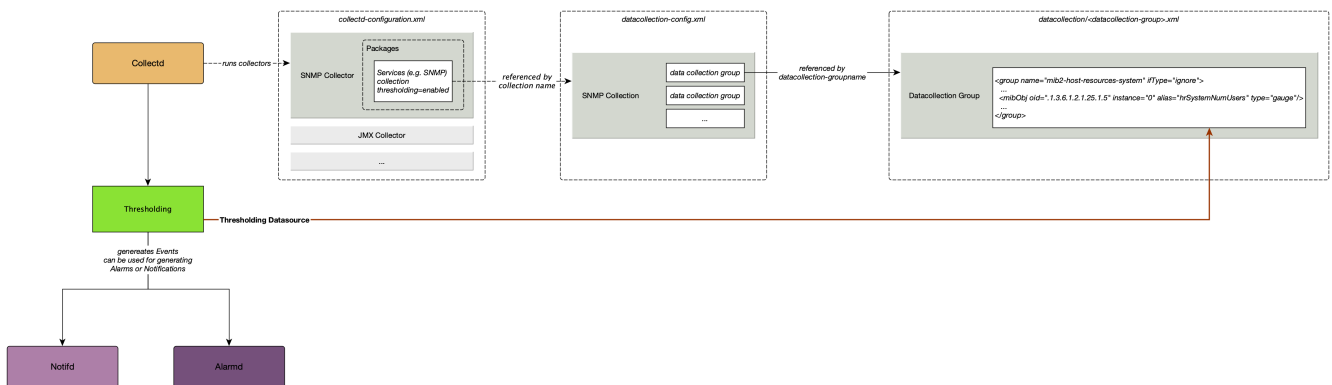 collectd-configuration.xml
datacollection-config.xml
datacollection/<datacollection-group>.xml
Collectd
runs collectors
SNMP Collector
Packages
Services (e.g. SNMP)
collection
thresholding=enabled
JMX Collector
...
referenced by
collection name
SNMP Collection
data collection group
data collection group
...
referenced by
datacollection-groupname
Datacollection Group
<group name="mib2-host-resources-system" ifType="ignore">
...
<mibObj oid=".1.3.6.1.2.1.25.1.5" instance="0" alias="hrSystemNumUsers" type="gauge"/>
...
</group>
Thresholding
Thresholding Datasource
genereates Events
can be used for generating
Alarms or Notifications
Notifd
Alarmd